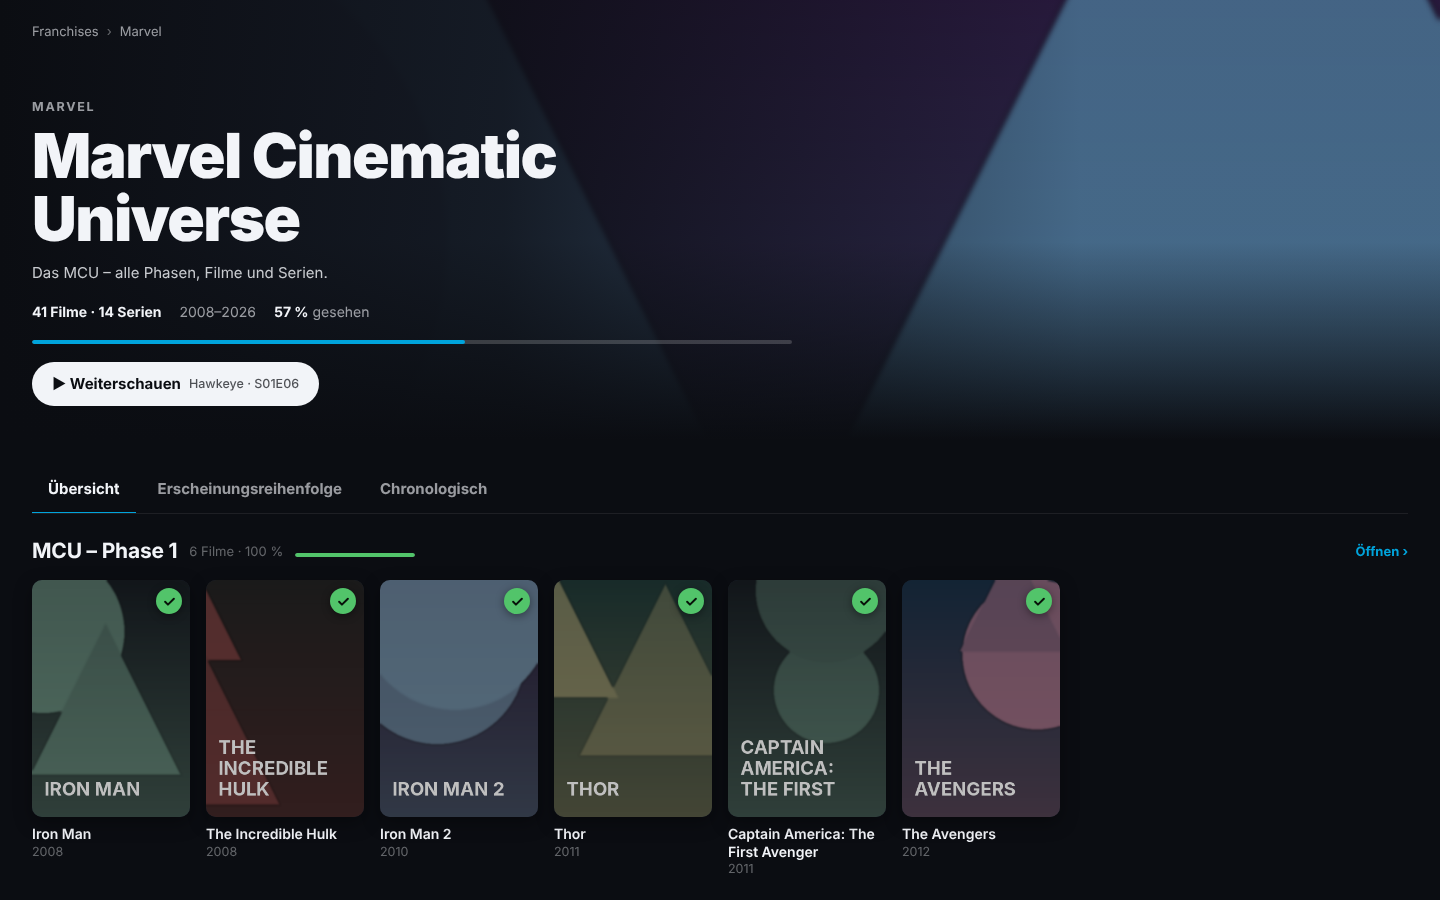 Franchises › Marvel
MARVEL
Marvel Cinematic
Universe
Das MCU – alle Phasen, Filme und Serien.
41 Filme · 14 Serien 2008–2026 57 % gesehen
▶ Weiterschauen Hawkeye · S01E06
Übersicht Erscheinungsreihenfolge Chronologisch
MCU – Phase 1 6 Filme · 100 % Öffnen ›
IRON MAN
THE
INCREDIBLE
HULK
IRON MAN 2
THOR
CAPTAIN
AMERICA:
THE FIRST
THE
AVENGERS
Iron Man
2008
The Incredible Hulk
2008
Iron Man 2
2010
Thor
2011
Captain America: The
First Avenger
2011
The Avengers
2012